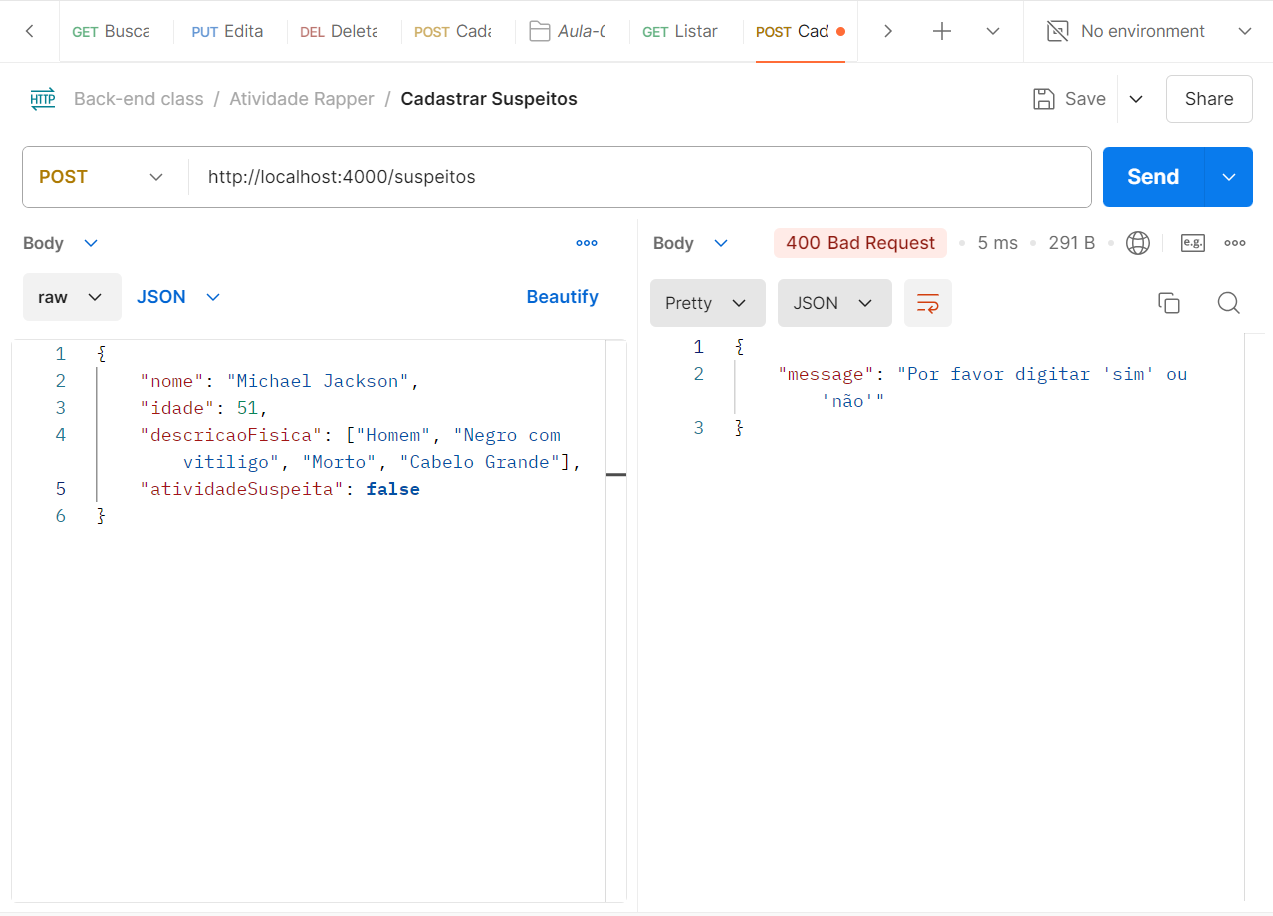 GET Busca
PUT Edita
DEL Deleta
POST Cada
Aula-0
GET Listar
POST Cad
No environment
HTTP Back-end class / Atividade Rapper / Cadastrar Suspeitos
Save
Share
POST http://localhost:4000/suspeitos
Send
Body
raw JSON Beautify
1 {
2 "nome": "Michael Jackson",
3 "idade": 51,
4 "descricaoFisica": ["Homem", "Negro com
vitiligo", "Morto", "Cabelo Grande"],
5 "atividadeSuspeita": false
6 }
Body 400 Bad Request • 5 ms • 291 B • e.g.
Pretty JSON
1 {
2 "message": "Por favor digitar 'sim' ou
'não'"
3 }